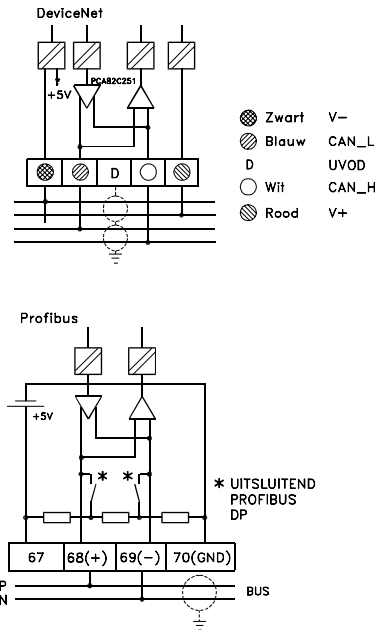 DeviceNet
PCA82C251
+5V
D
Zwart V-
Blauw CAN_L
D UVOD
Wit CAN_H
Rood V+
Profibus
+5V
* *
* UITSLUITEND
PROFIBUS
DP
67 68(+) 69(-) 70(GND)
P
N
BUS